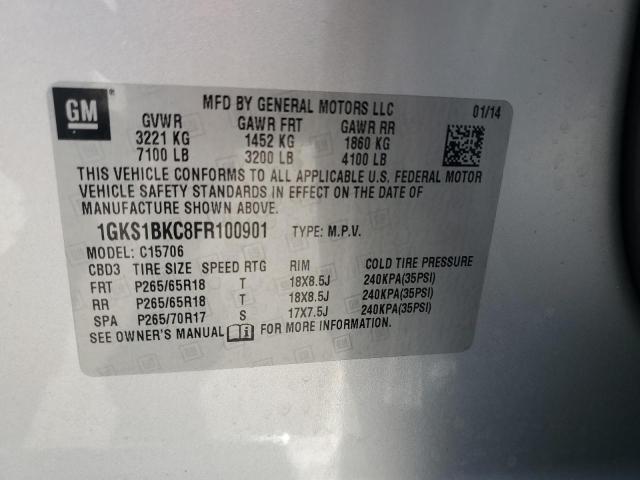 GM
MFD BY GENERAL MOTORS LLC 01/14
GVWR GAWR FRT GAWR RR
3221 KG 1452 KG 1860 KG
7100 LB 3200 LB 4100 LB
THIS VEHICLE CONFORMS TO ALL APPLICABLE U.S. FEDERAL MOTOR
VEHICLE SAFETY STANDARDS IN EFFECT ON THE DATE OF
MANUFACTURE SHOWN ABOVE.
1GKS1BKC8FR100901 TYPE: M.P.V.
MODEL: C15706
CBD3 TIRE SIZE SPEED RTG RIM COLD TIRE PRESSURE
FRT P265/65R18 T 18X8.5J 240KPA(35PSI)
RR P265/65R18 T 18X8.5J 240KPA(35PSI)
SPA P265/70R17 S 17X7.5J 240KPA(35PSI)
SEE OWNER'S MANUAL FOR MORE INFORMATION.